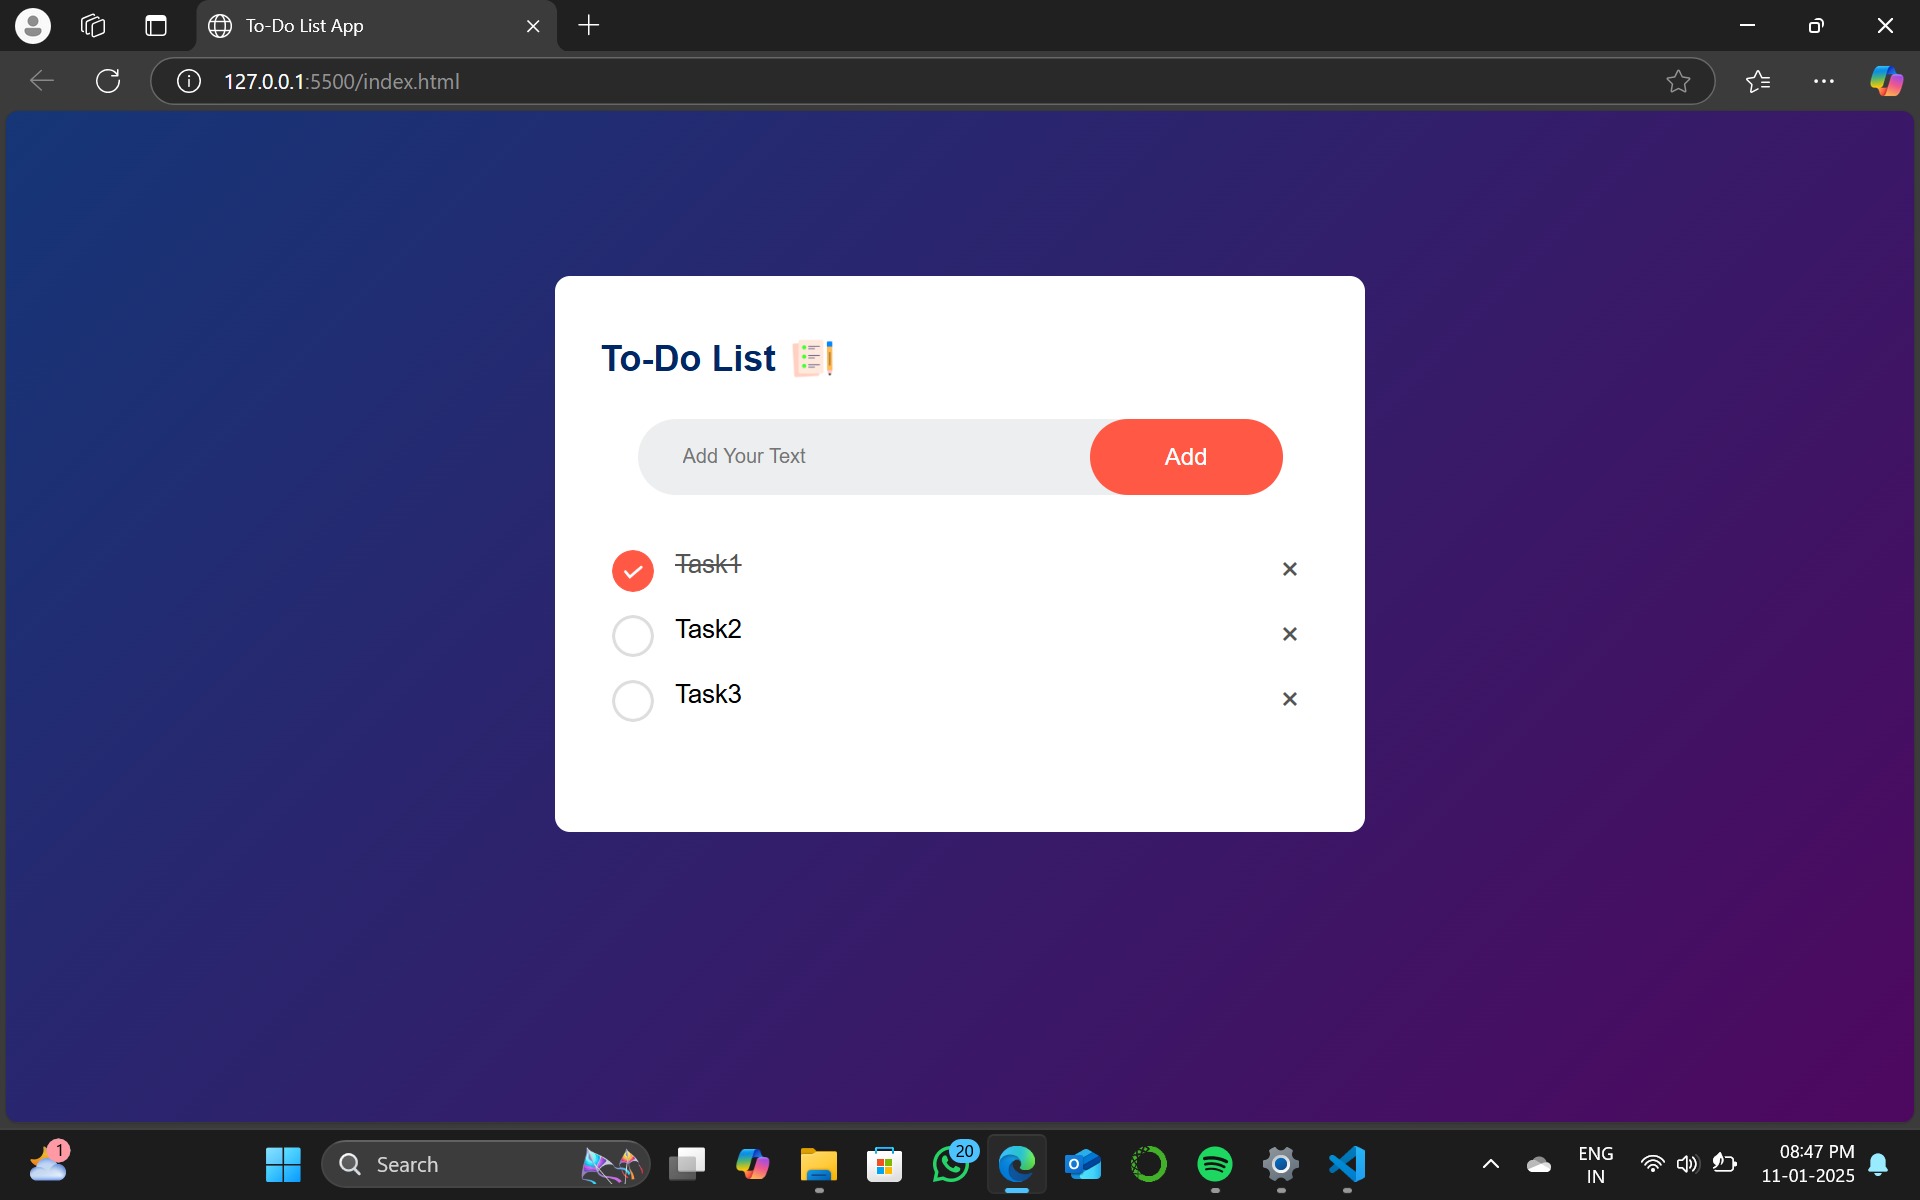 To-Do List App
127.0.0.1:5500/index.html
To-Do List
Add Your Text
Add
Task1
Task2
Task3
1
Search
20
ENG
IN
08:47 PM
11-01-2025